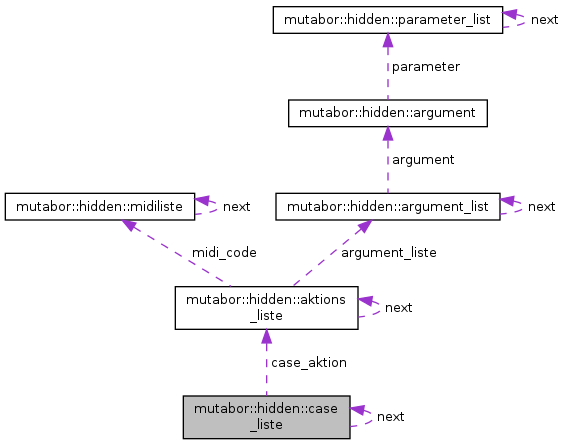 mutabor::hidden::parameter_list
next
parameter
mutabor::hidden::argument
argument
mutabor::hidden::midiliste
next
mutabor::hidden::argument_list
next
midi_code
argument_liste
mutabor::hidden::aktions
_liste
next
case_aktion
mutabor::hidden::case
_liste
next